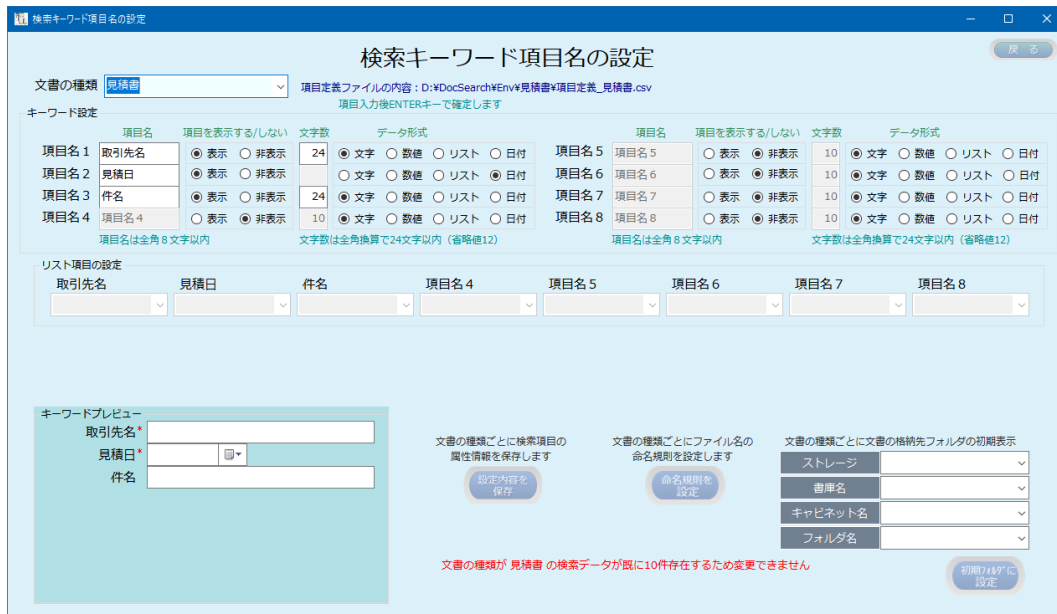 検索キーワード項目名の設定
検索キーワード項目名の設定
戻 る
文書の種類 見積書 項目定義ファイルの内容：D:¥DocSearch¥Env¥見積書¥項目定義_見積書.csv
項目入力後ENTERキーで確定します
キーワード設定
項目名 項目を表示する/しない 文字数 データ形式 項目名 項目を表示する/しない 文字数 データ形式
項目名１ 取引先名 表示 非表示 24 文字 数値 リスト 日付 項目名５ 項目名５ 表示 非表示 10 文字 数値 リスト 日付
項目名２ 見積日 表示 非表示 文字 数値 リスト 日付 項目名６ 項目名６ 表示 非表示 10 文字 数値 リスト 日付
項目名３ 件名 表示 非表示 24 文字 数値 リスト 日付 項目名７ 項目名７ 表示 非表示 10 文字 数値 リスト 日付
項目名４ 項目名４ 表示 非表示 10 文字 数値 リスト 日付 項目名８ 項目名８ 表示 非表示 10 文字 数値 リスト 日付
項目名は全角８文字以内 文字数は全角換算で24文字以内（省略値12） 項目名は全角８文字以内 文字数は全角換算で24文字以内（省略値12）
リスト項目の設定
取引先名 見積日 件名 項目名４ 項目名５ 項目名６ 項目名７ 項目名８
キーワードプレビュー
取引先名*
見積日*
件名
文書の種類ごとに検索項目の
属性情報を保存します
設定内容を
保存
文書の種類ごとにファイル名の
命名規則を設定します
命名規則を
設定
文書の種類ごとに文書の格納先フォルダの初期表示
ストレージ
書庫名
キャビネット名
フォルダ名
文書の種類が 見積書 の検索データが既に10件存在するため変更できません
初期ﾌｫﾙﾀﾞに
設定